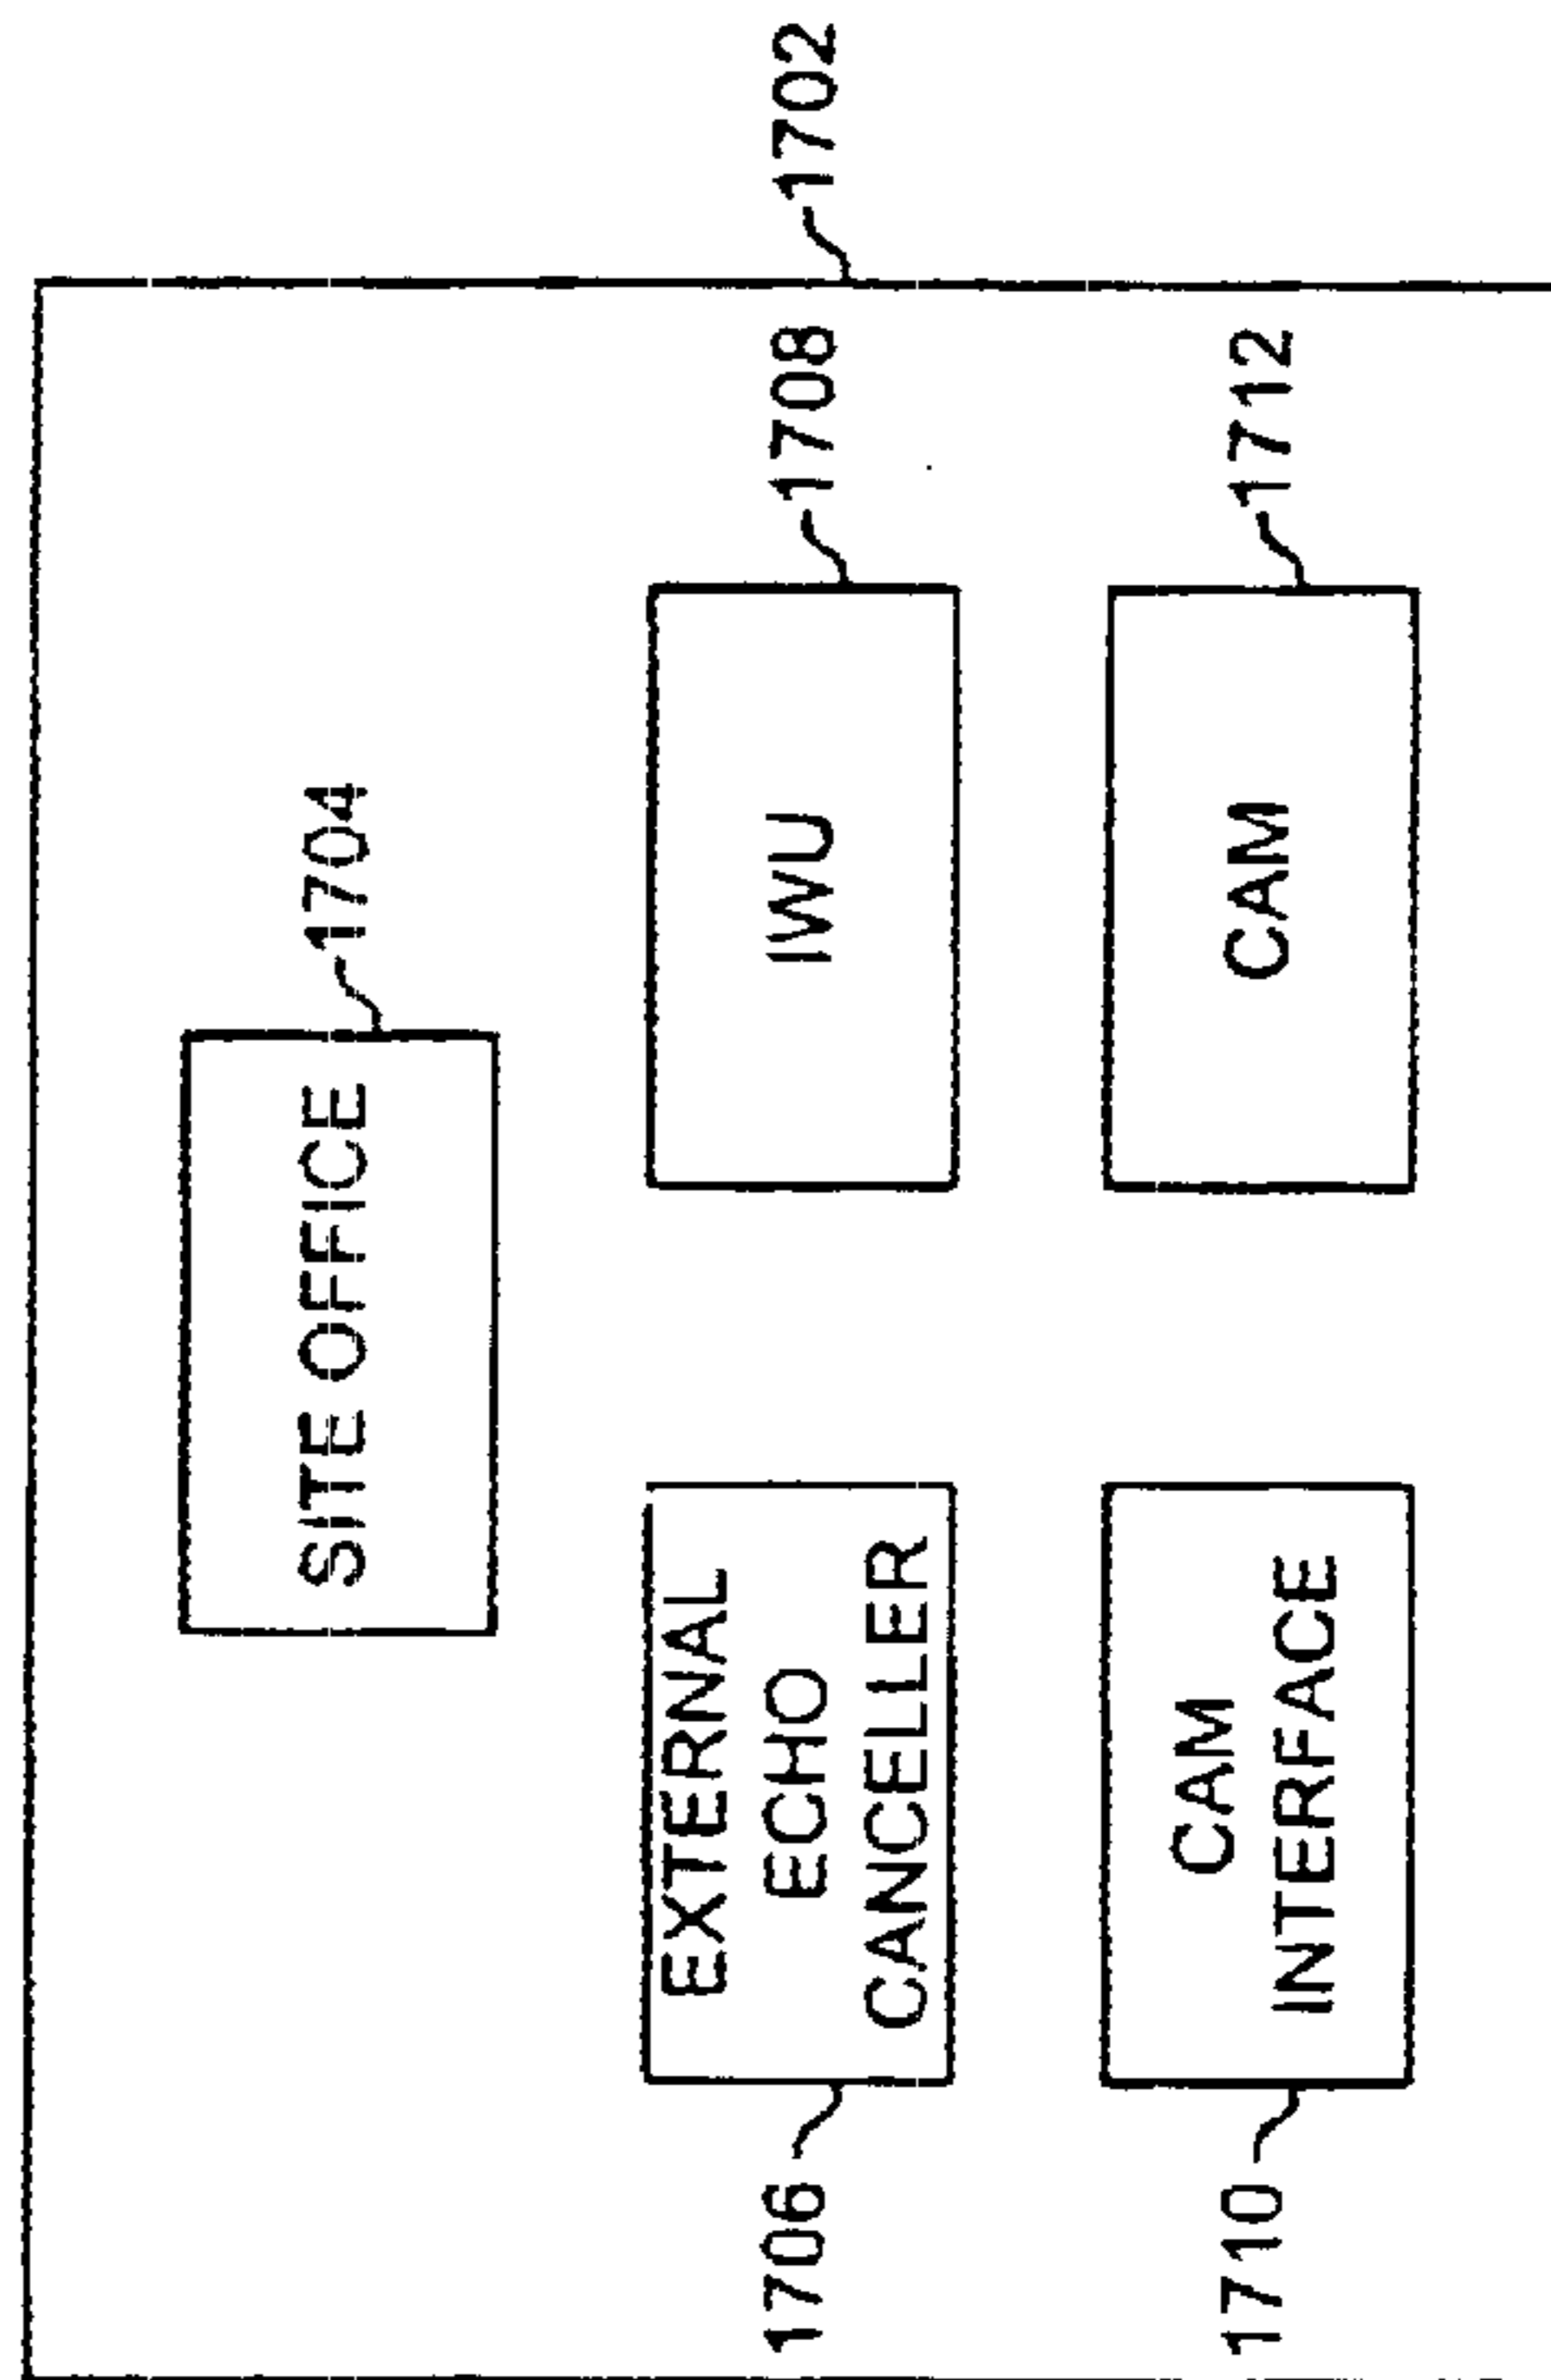 SITE OFFICE
1704
1702
EXTERNAL
ECHO
CANCELLER
1706
IWU
1708
CAM
INTERFACE
1710
CAM
1712